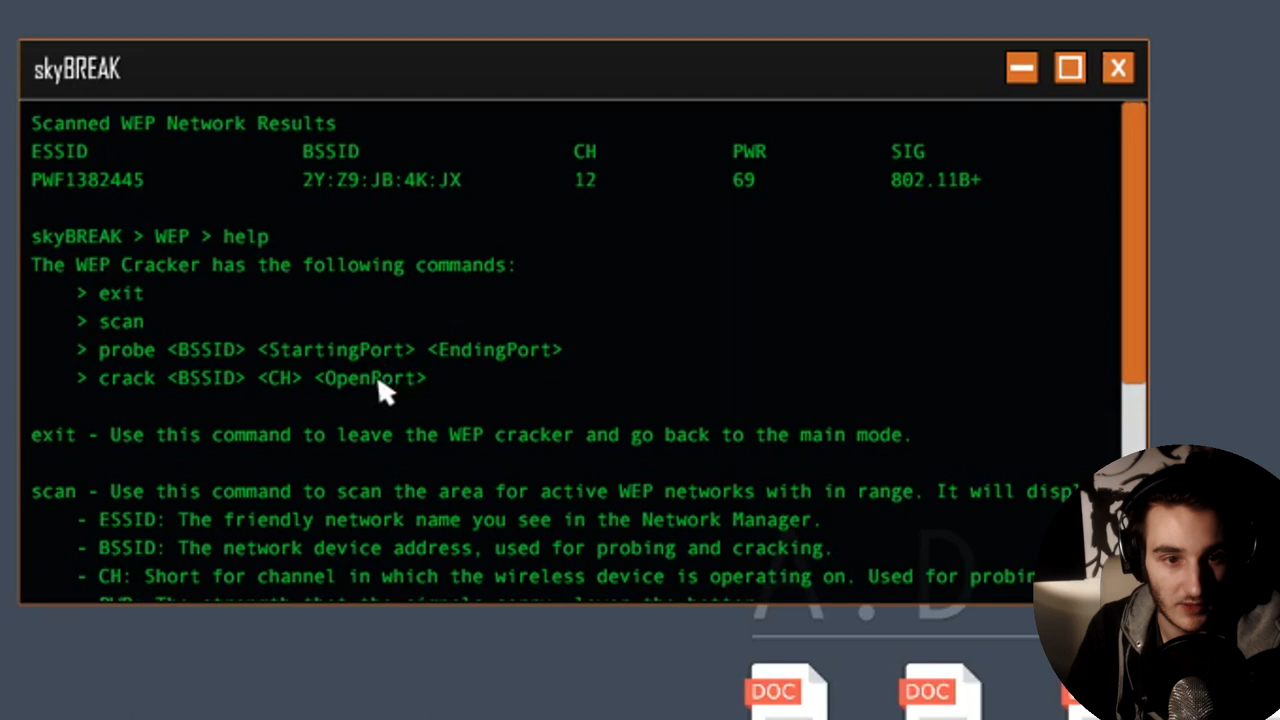 skyBREAK
Scanned WEP Network Results
ESSID BSSID CH PWR SIG
PWF1382445 2Y:Z9:JB:4K:JX 12 69 802.11B+
skyBREAK > WEP > help
The WEP Cracker has the following commands:
> exit
> scan
> probe <BSSID> <StartingPort> <EndingPort>
> crack <BSSID> <CH> <OpenPort>
exit - Use this command to leave the WEP cracker and go back to the main mode.
scan - Use this command to scan the area for active WEP networks with in range. It will disp
- ESSID: The friendly network name you see in the Network Manager.
- BSSID: The network device address, used for probing and cracking.
- CH: Short for channel in which the wireless device is operating on. Used for probin
A.D
DOC DOC